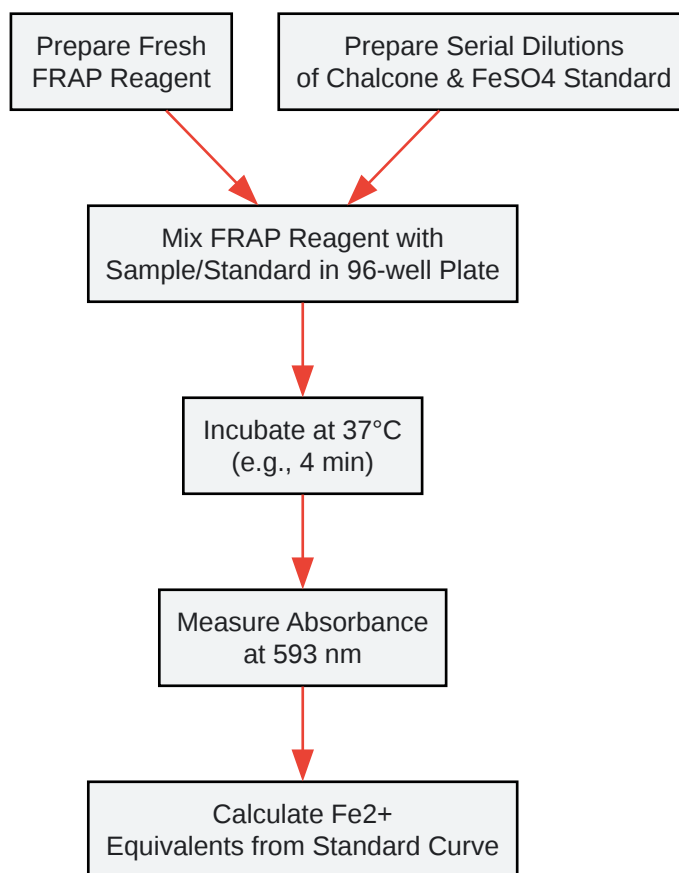 Prepare Fresh
FRAP Reagent
Prepare Serial Dilutions
of Chalcone & FeSO4 Standard
Mix FRAP Reagent with
Sample/Standard in 96-well Plate
Incubate at 37°C
(e.g., 4 min)
Measure Absorbance
at 593 nm
Calculate Fe2+
Equivalents from Standard Curve